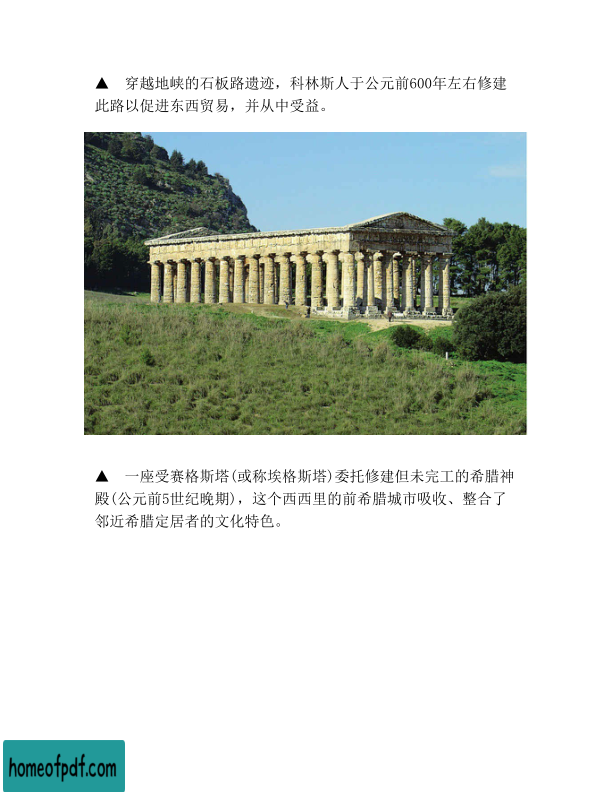 ▲ 穿越地峡的石板路遗迹，科林斯人于公元前600年左右修建
此路以促进东西贸易，并从中受益。
▲ 一座受赛格斯塔(或称埃格斯塔)委托修建但未完工的希腊神
殿(公元前5世纪晚期)，这个西西里的前希腊城市吸收、整合了
邻近希腊定居者的文化特色。
homeofpdf.com